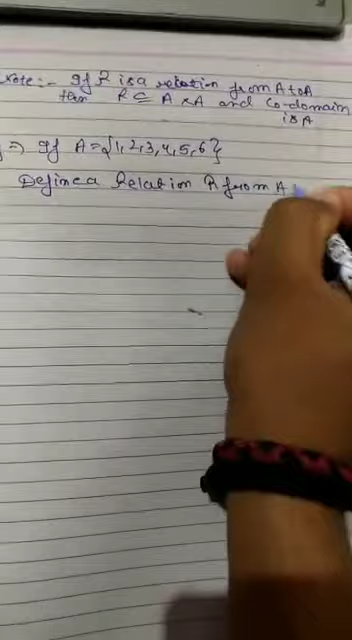 Note:- If R is a relation from A to A
then R ⊆ A×A and Co-domain
is A
⇒ If A = {1,2,3,4,5,6}
Define a Relation R from A